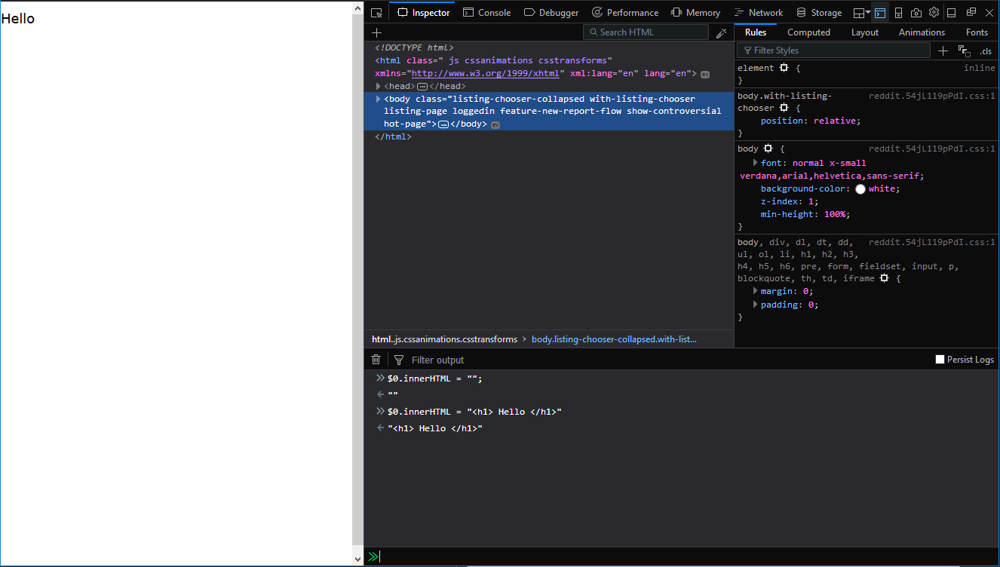 Hello
Inspector Console Debugger Performance Memory Network Storage
Search HTML
<!DOCTYPE html>
<html class=" js cssanimations csstransforms"
xmlns="http://www.w3.org/1999/xhtml" xml:lang="en" lang="en"> ev
<head>…</head>
<body class="listing-chooser-collapsed with-listing-chooser
listing-page loggedin feature-new-report-flow show-controversial
hot-page">…</body> ev
</html>
html.js.cssanimations.csstransforms > body.listing-chooser-collapsed.with-list…
Rules Computed Layout Animations Fonts
Filter Styles + .cls
element { inline
}
body.with-listing- reddit.54jL119pPdI.css:1
chooser {
position: relative;
}
body { reddit.54jL119pPdI.css:1
font: normal x-small
verdana,arial,helvetica,sans-serif;
background-color: white;
z-index: 1;
min-height: 100%;
}
body, div, dl, dt, dd, reddit.54jL119pPdI.css:1
ul, ol, li, h1, h2, h3,
h4, h5, h6, pre, form, fieldset, input, p,
blockquote, th, td, iframe {
margin: 0;
padding: 0;
}
Filter output Persist Logs
$0.innerHTML = "";
""
$0.innerHTML = "<h1> Hello </h1>"
"<h1> Hello </h1>"